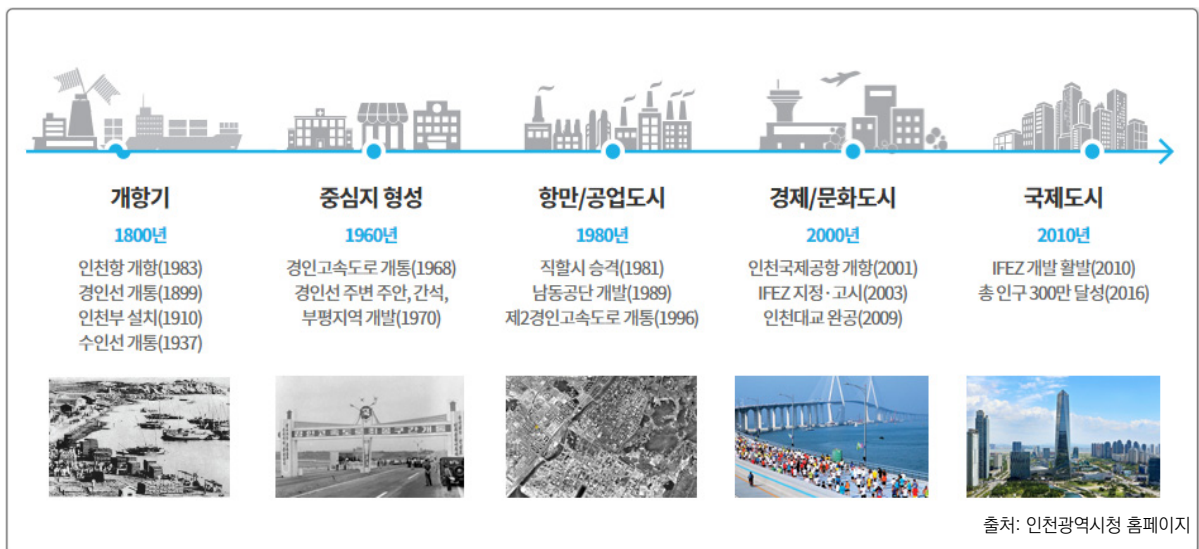 개항기
1800년
인천항 개항(1983)
경인선 개통(1899)
인천부 설치(1910)
수인선 개통(1937)
중심지 형성
1960년
경인고속도로 개통(1968)
경인선 주변 주안, 간석,
부평지역 개발(1970)
항만/공업도시
1980년
직할시 승격(1981)
남동공단 개발(1989)
제2경인고속도로 개통(1996)
경제/문화도시
2000년
인천국제공항 개항(2001)
IFEZ 지정·고시(2003)
인천대교 완공(2009)
국제도시
2010년
IFEZ 개발 활발(2010)
총 인구 300만 달성(2016)
출처: 인천광역시청 홈페이지